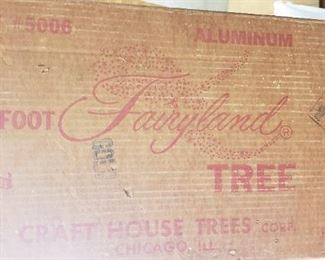 #5006 ALUMINUM
FOOT Fairyland®
TREE
CRAFT HOUSE TREES CORP.
CHICAGO, ILL.